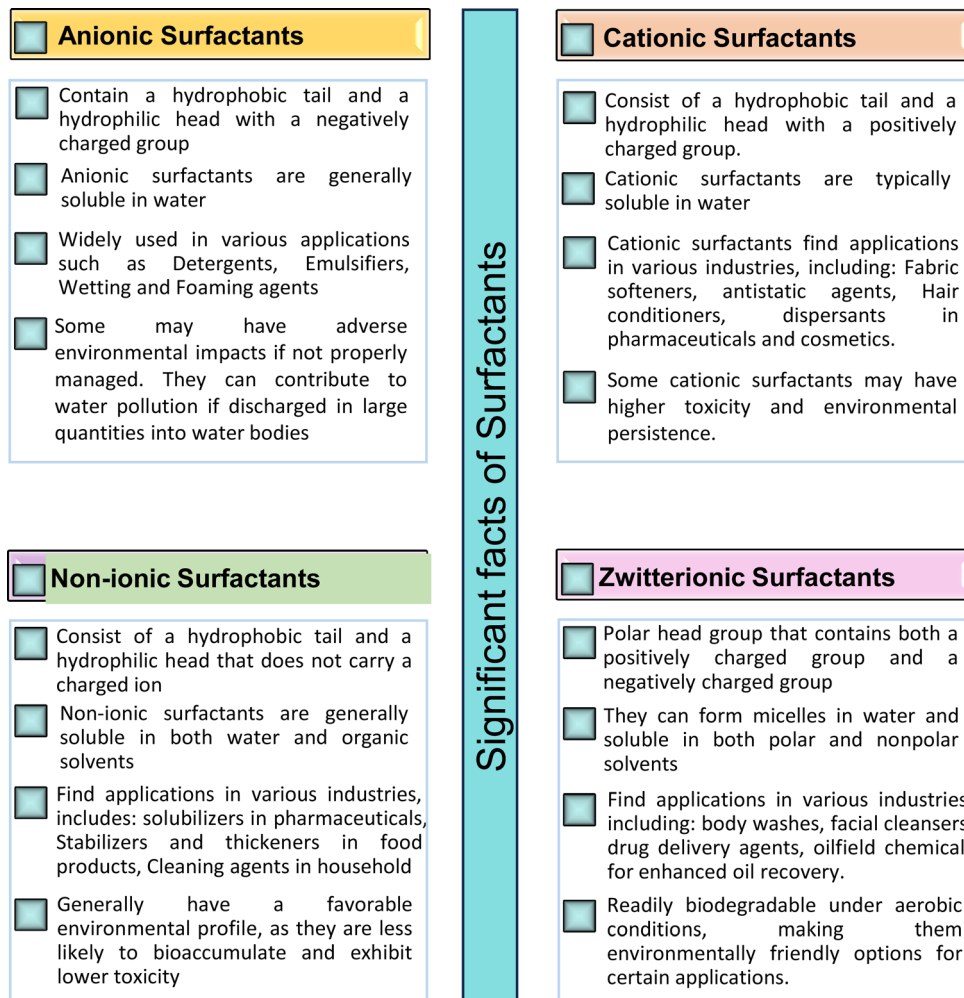 Anionic Surfactants
Contain a hydrophobic tail and a
hydrophilic head with a negatively
charged group
Anionic surfactants are generally
soluble in water
Widely used in various applications
such as Detergents, Emulsifiers,
Wetting and Foaming agents
Some may have adverse
environmental impacts if not properly
managed. They can contribute to
water pollution if discharged in large
quantities into water bodies
Significant facts of Surfactants
Cationic Surfactants
Consist of a hydrophobic tail and a
hydrophilic head with a positively
charged group.
Cationic surfactants are typically
soluble in water
Cationic surfactants find applications
in various industries, including: Fabric
softeners, antistatic agents, Hair
conditioners, dispersants in
pharmaceuticals and cosmetics.
Some cationic surfactants may have
higher toxicity and environmental
persistence.
Non-ionic Surfactants
Consist of a hydrophobic tail and a
hydrophilic head that does not carry a
charged ion
Non-ionic surfactants are generally
soluble in both water and organic
solvents
Find applications in various industries,
includes: solubilizers in pharmaceuticals,
Stabilizers and thickeners in food
products, Cleaning agents in household
Generally have a favorable
environmental profile, as they are less
likely to bioaccumulate and exhibit
lower toxicity
Zwitterionic Surfactants
Polar head group that contains both a
positively charged group and a
negatively charged group
They can form micelles in water and
soluble in both polar and nonpolar
solvents
Find applications in various industries
including: body washes, facial cleansers
drug delivery agents, oilfield chemical
for enhanced oil recovery.
Readily biodegradable under aerobic
conditions, making them
environmentally friendly options for
certain applications.